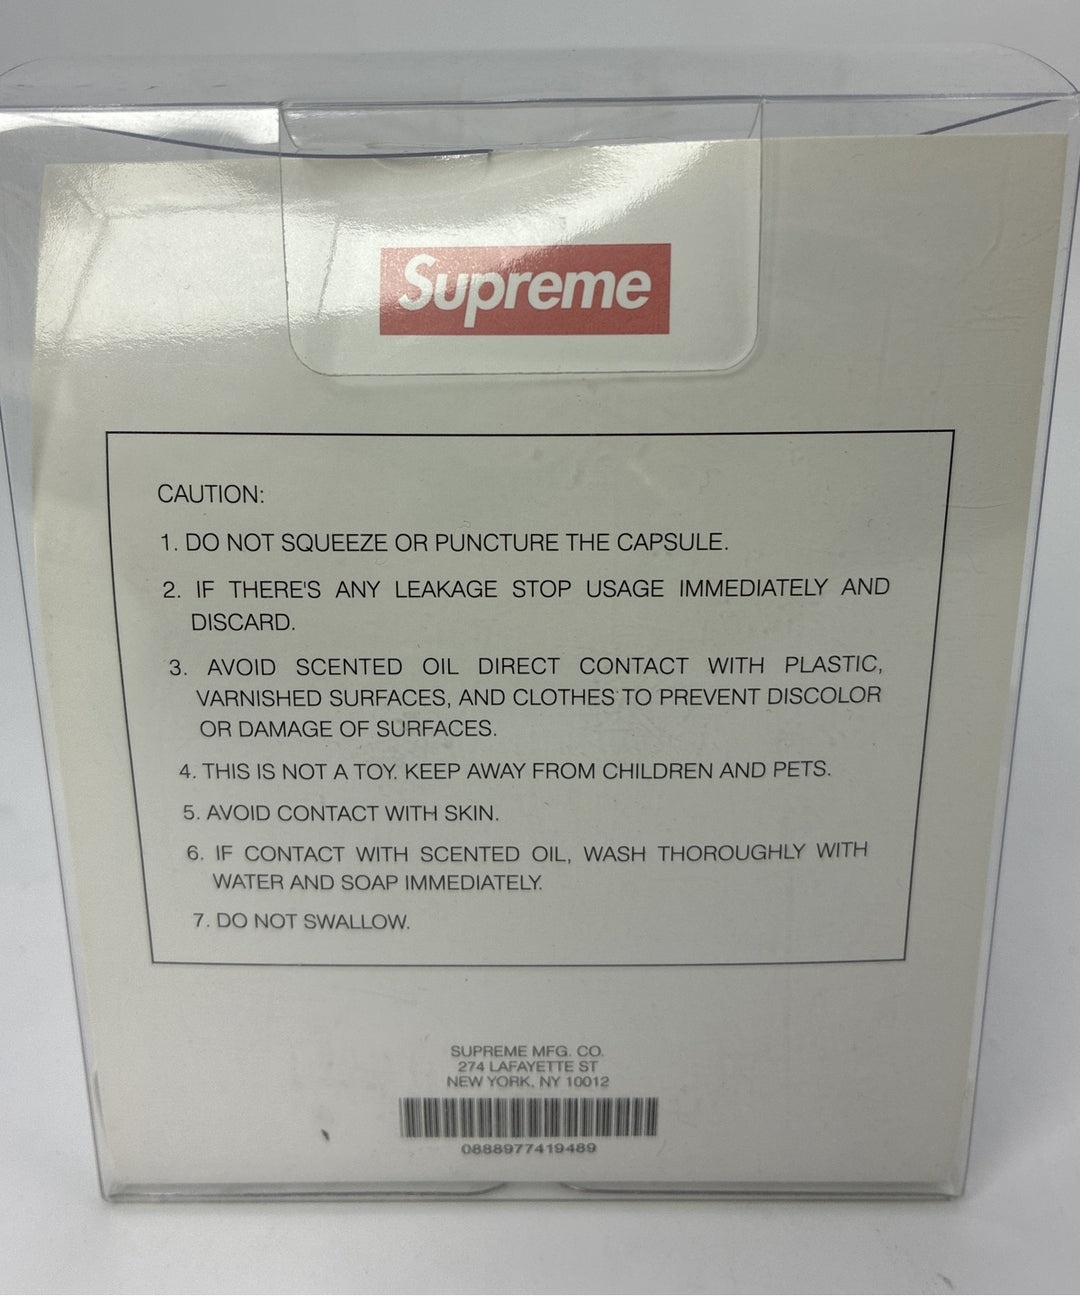 Supreme
CAUTION:
1. DO NOT SQUEEZE OR PUNCTURE THE CAPSULE.
2. IF THERE'S ANY LEAKAGE STOP USAGE IMMEDIATELY AND
DISCARD.
3. AVOID SCENTED OIL DIRECT CONTACT WITH PLASTIC,
VARNISHED SURFACES, AND CLOTHES TO PREVENT DISCOLOR
OR DAMAGE OF SURFACES.
4. THIS IS NOT A TOY. KEEP AWAY FROM CHILDREN AND PETS.
5. AVOID CONTACT WITH SKIN.
6. IF CONTACT WITH SCENTED OIL, WASH THOROUGHLY WITH
WATER AND SOAP IMMEDIATELY.
7. DO NOT SWALLOW.
SUPREME MFG. CO.
274 LAFAYETTE ST
NEW YORK, NY 10012
0888977419489